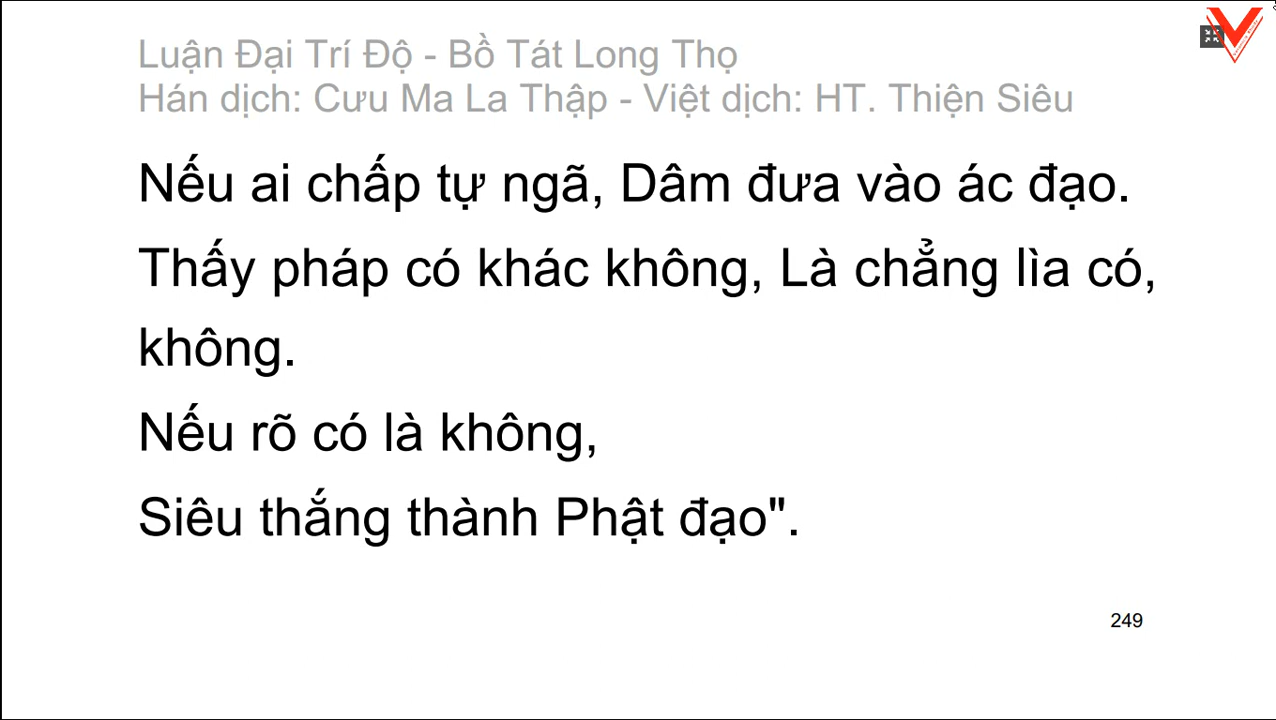 Luận Đại Trí Độ - Bồ Tát Long Thọ
Hán dịch: Cưu Ma La Thập - Việt dịch: HT. Thiện Siêu
Nếu ai chấp tự ngã, Dâm đưa vào ác đạo.
Thấy pháp có khác không, Là chẳng lìa có,
không.
Nếu rõ có là không,
Siêu thắng thành Phật đạo".
249